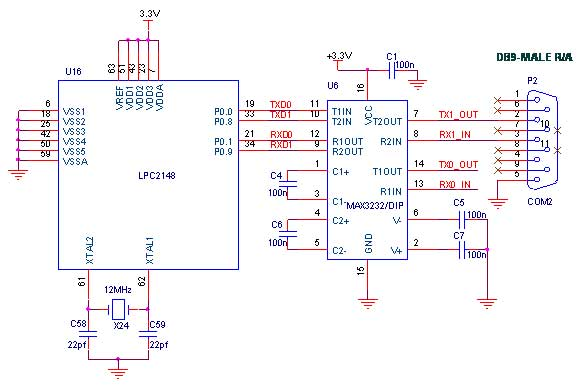 3.3V
+3.3V
C1
100n
DB9-MALE R/A
U16
63 51 43 23 7
VREF VDD1 VDD2 VDD3 VDDA
U6
16
VCC
P2
6 VSS1
18 VSS2
25 VSS3
42 VSS4
50 VSS5
59 VSSA
LPC2148
P0.0 19 TXD0 11 T1IN
P0.8 33 TXD1 10 T2IN
P0.1 21 RXD0 12 R1OUT
P0.9 34 RXD1 9 R2OUT
T2OUT 7 TX1_OUT
R2IN 8 RX1_IN
T1OUT 14 TX0_OUT
R1IN 13 RX0_IN
1
6
2
10
3
11
8
4
9
5
COM2
1 C1+
C4
100n
3 C1-
MAX3232/DIP
4 C2+
C6
100n
5 C2-
V- 6
C5
100n
V+ 2
C7
100n
GND
15
XTAL2
XTAL1
61
62
12MHz
X24
C58
22pf
C59
22pf